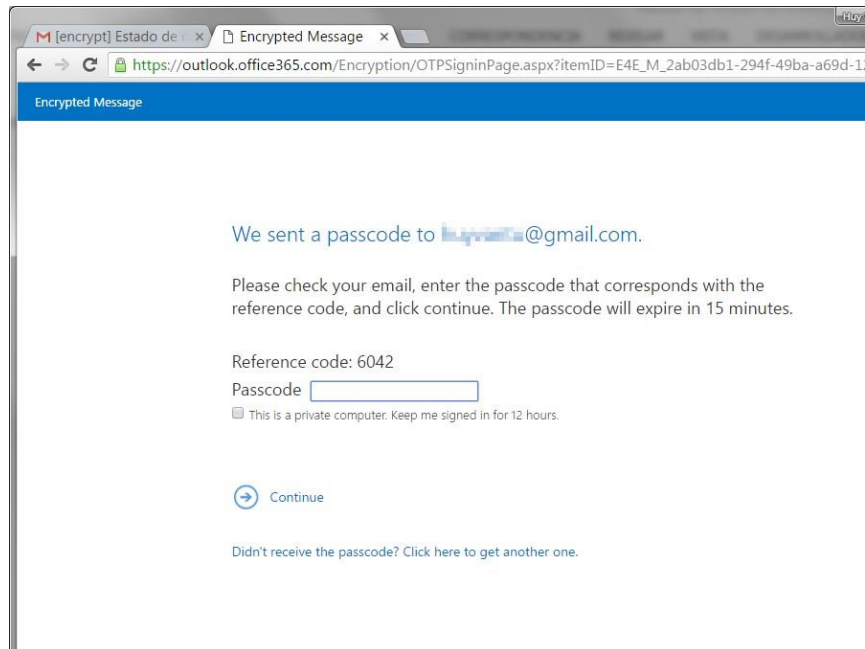 Huy
[encrypt] Estado de
Encrypted Message
https://outlook.office365.com/Encryption/OTPSigninPage.aspx?itemID=E4E_M_2ab03db1-294f-49ba-a69d-12
Encrypted Message
We sent a passcode to @gmail.com.
Please check your email, enter the passcode that corresponds with the
reference code, and click continue. The passcode will expire in 15 minutes.
Reference code: 6042
Passcode
This is a private computer. Keep me signed in for 12 hours.
Continue
Didn't receive the passcode? Click here to get another one.